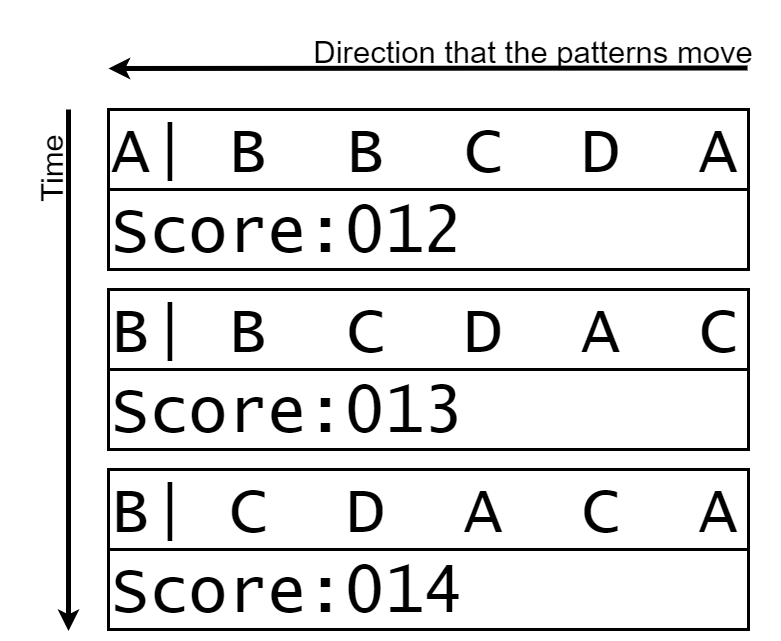 Direction that the patterns move
Time
A| B B C D A
Score:012
B| B C D A C
Score:013
B| C D A C A
Score:014